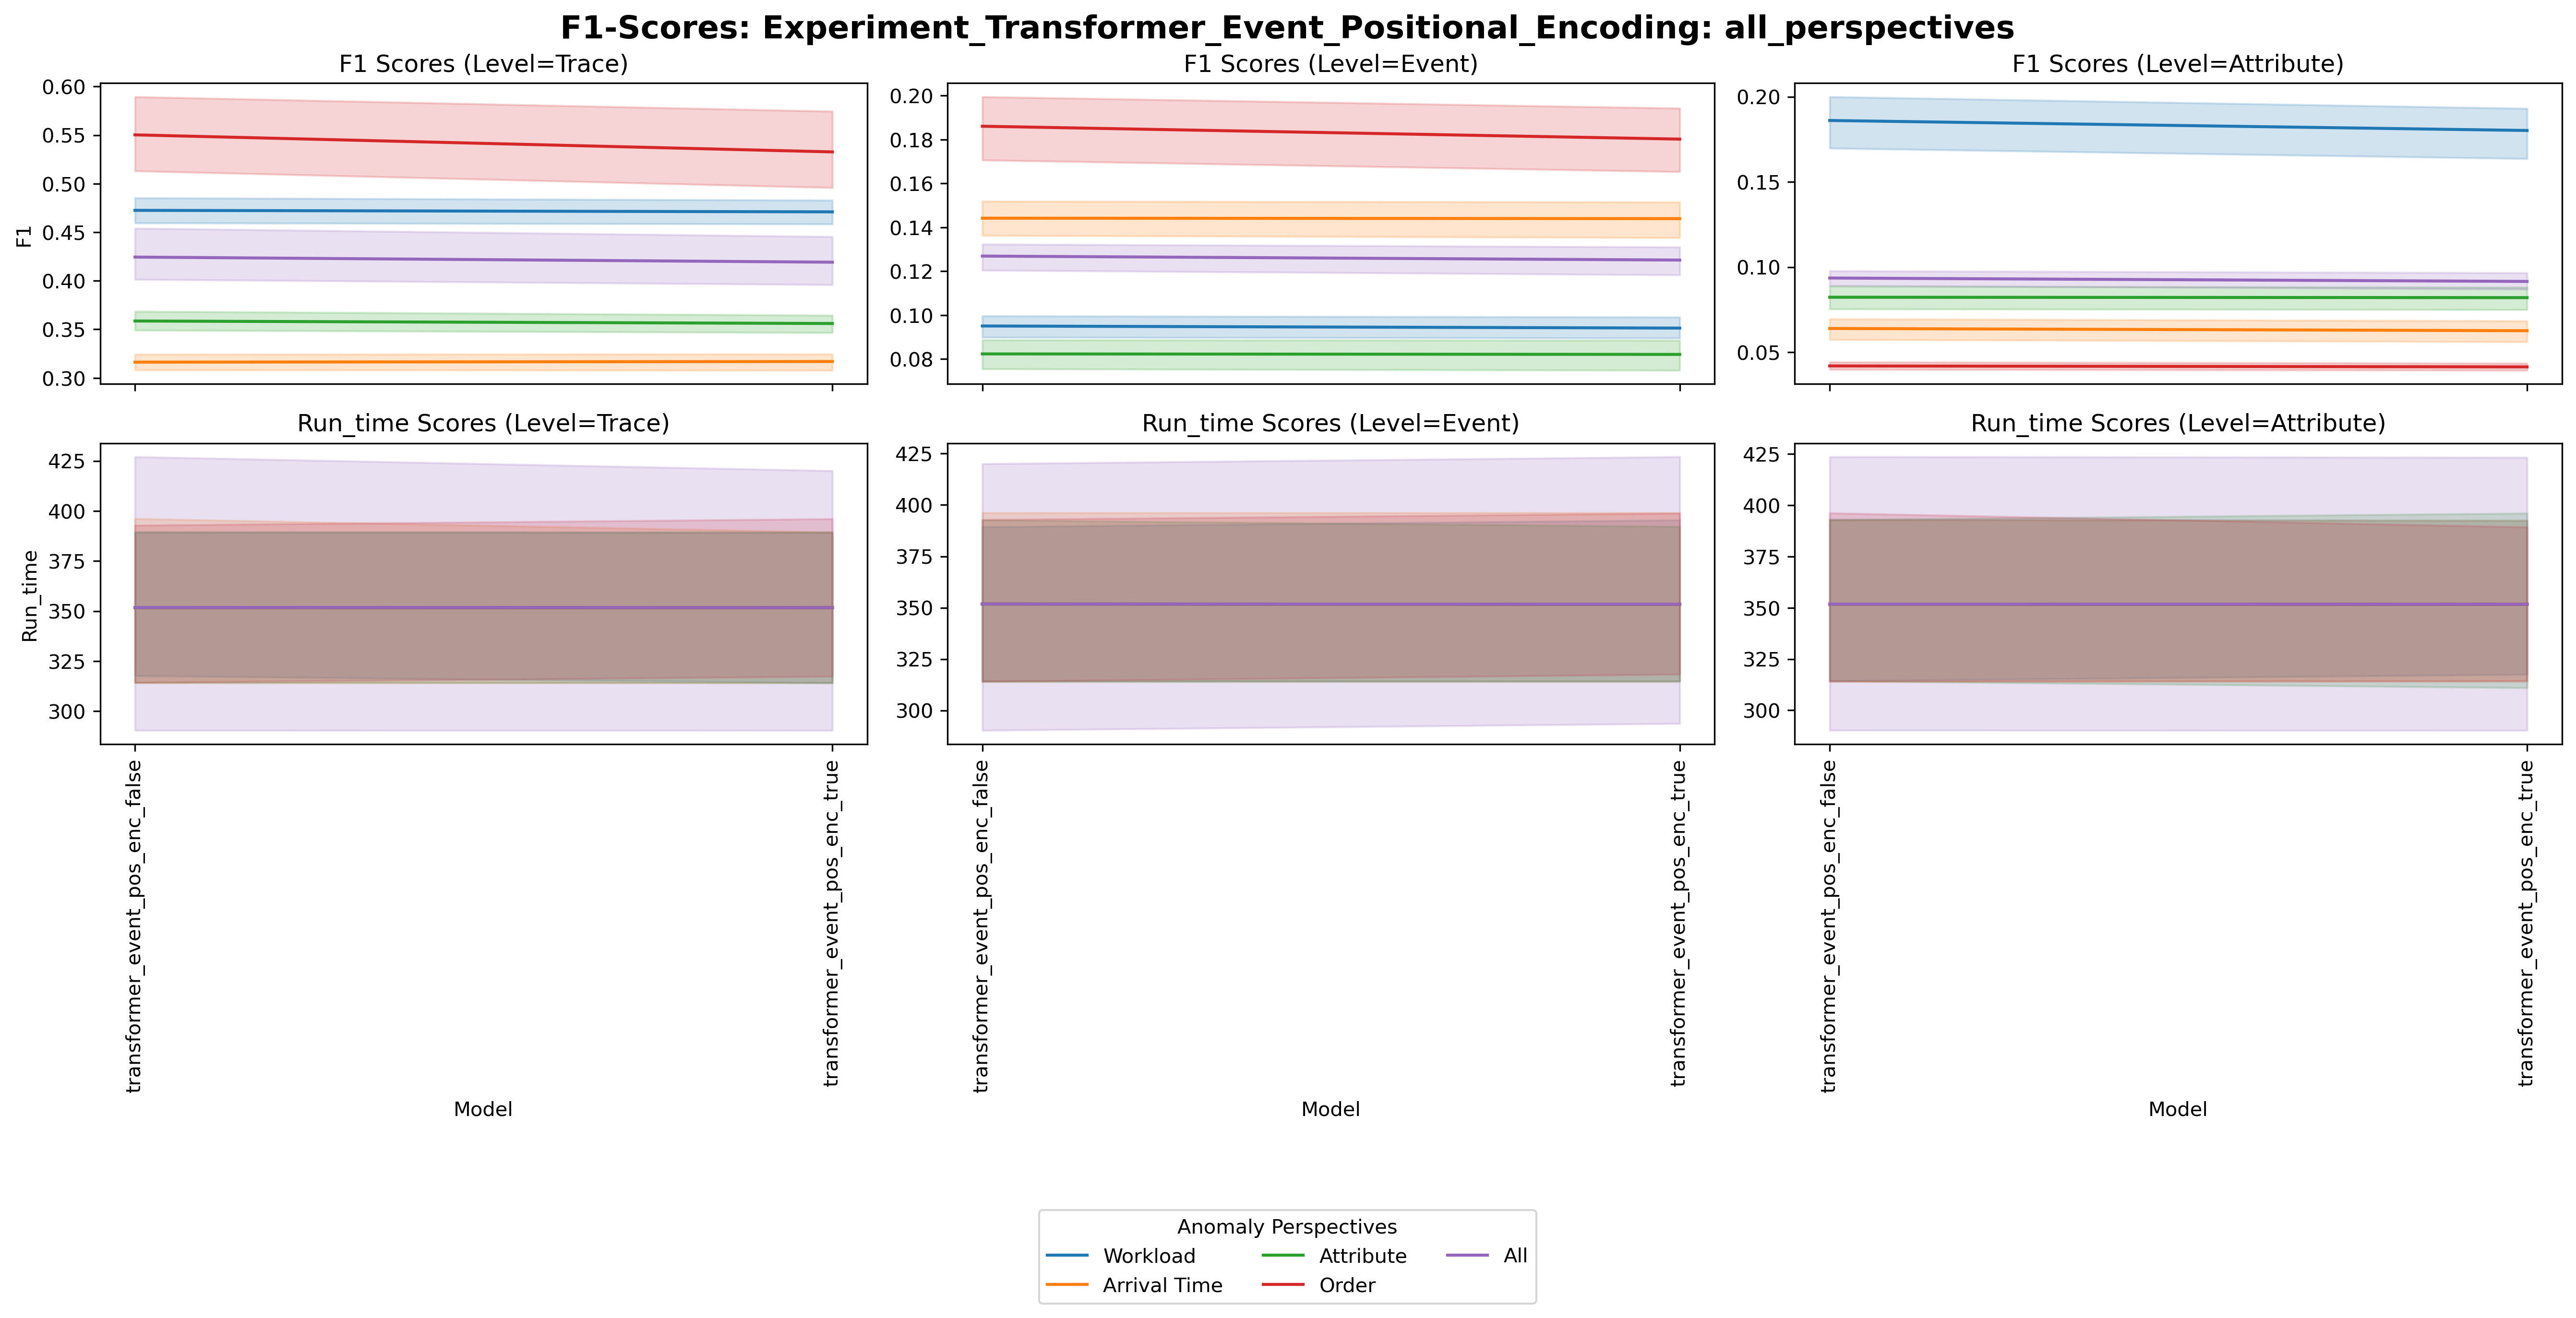 F1-Scores: Experiment_Transformer_Event_Positional_Encoding: all_perspectives
F1 Scores (Level=Trace)
F1 Scores (Level=Event)
F1 Scores (Level=Attribute)
F1
0.60
0.55
0.50
0.45
0.40
0.35
0.30
0.20
0.18
0.16
0.14
0.12
0.10
0.08
0.20
0.15
0.10
0.05
Run_time Scores (Level=Trace)
Run_time Scores (Level=Event)
Run_time Scores (Level=Attribute)
Run_time
425
400
375
350
325
300
425
400
375
350
325
300
425
400
375
350
325
300
transformer_event_pos_enc_false
transformer_event_pos_enc_true
transformer_event_pos_enc_false
transformer_event_pos_enc_true
transformer_event_pos_enc_false
transformer_event_pos_enc_true
Model
Model
Model
Anomaly Perspectives
Workload
Arrival Time
Attribute
Order
All